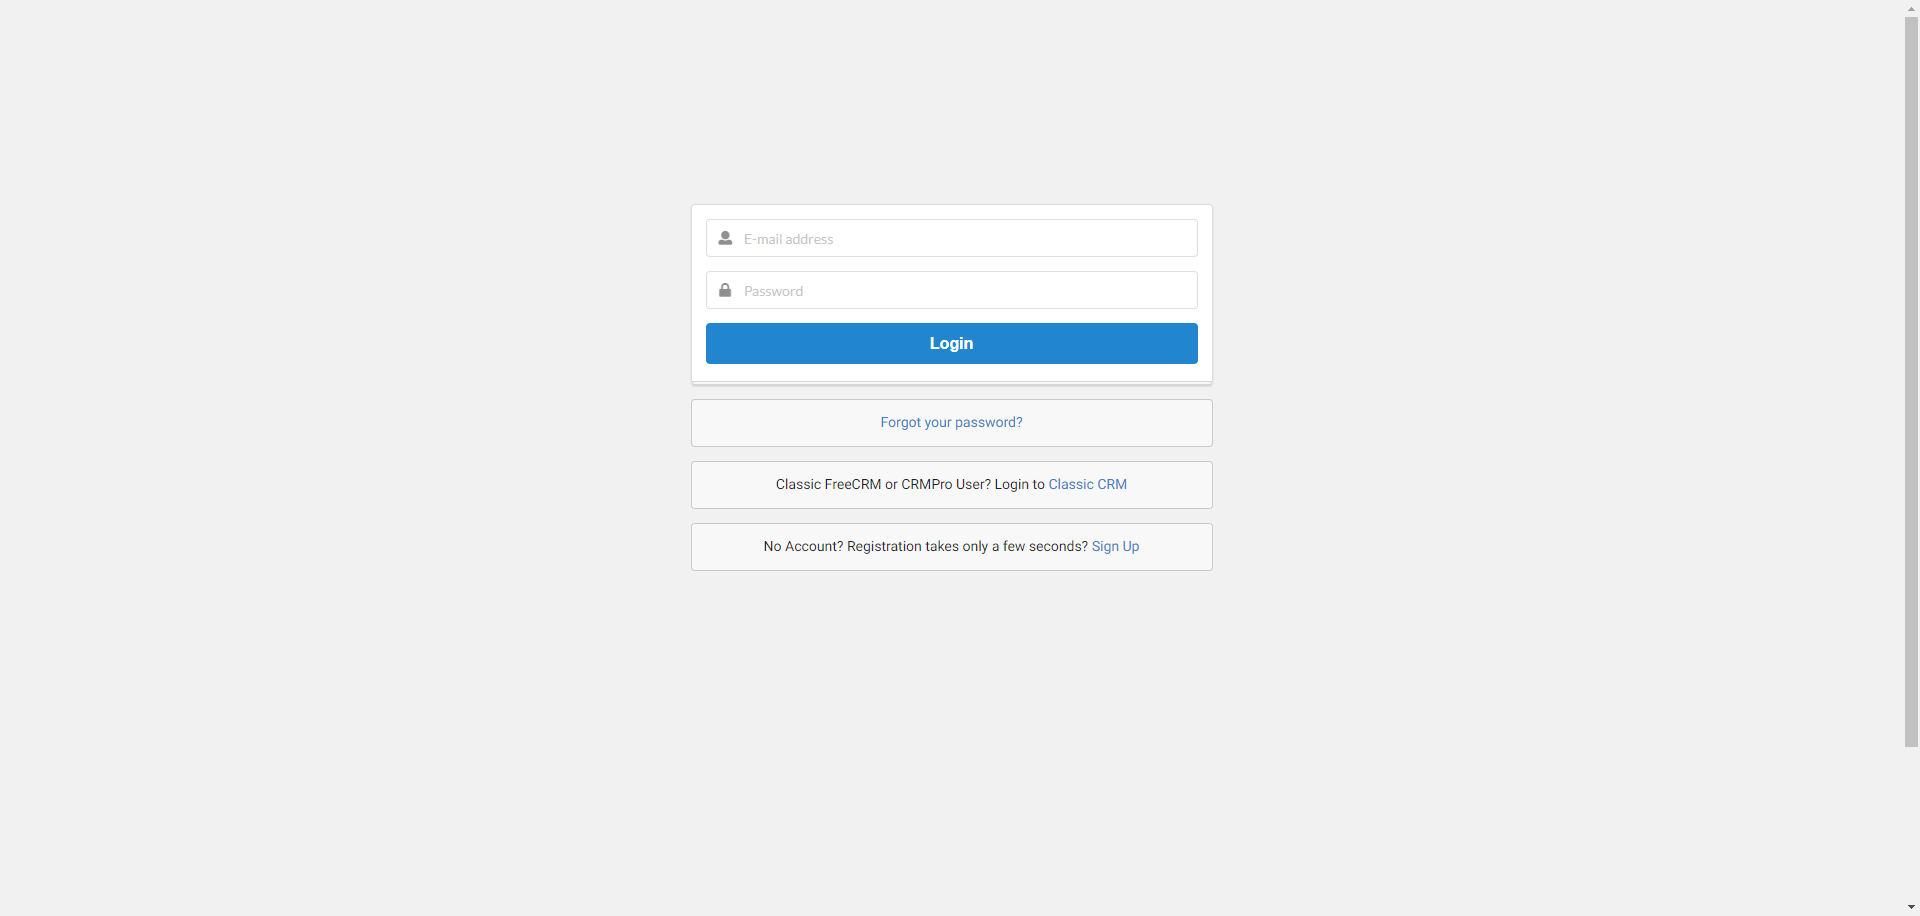 E-mail address
Password
Login
Forgot your password?
Classic FreeCRM or CRMPro User? Login to Classic CRM
No Account? Registration takes only a few seconds? Sign Up